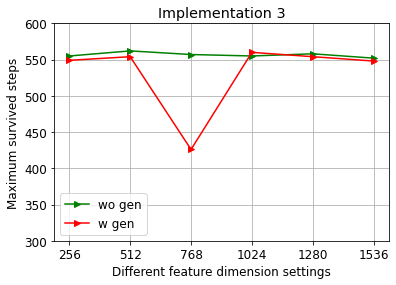 Implementation 3
Maximum survived steps
600
550
500
450
400
350
300
wo gen
w gen
256 512 768 1024 1280 1536
Different feature dimension settings